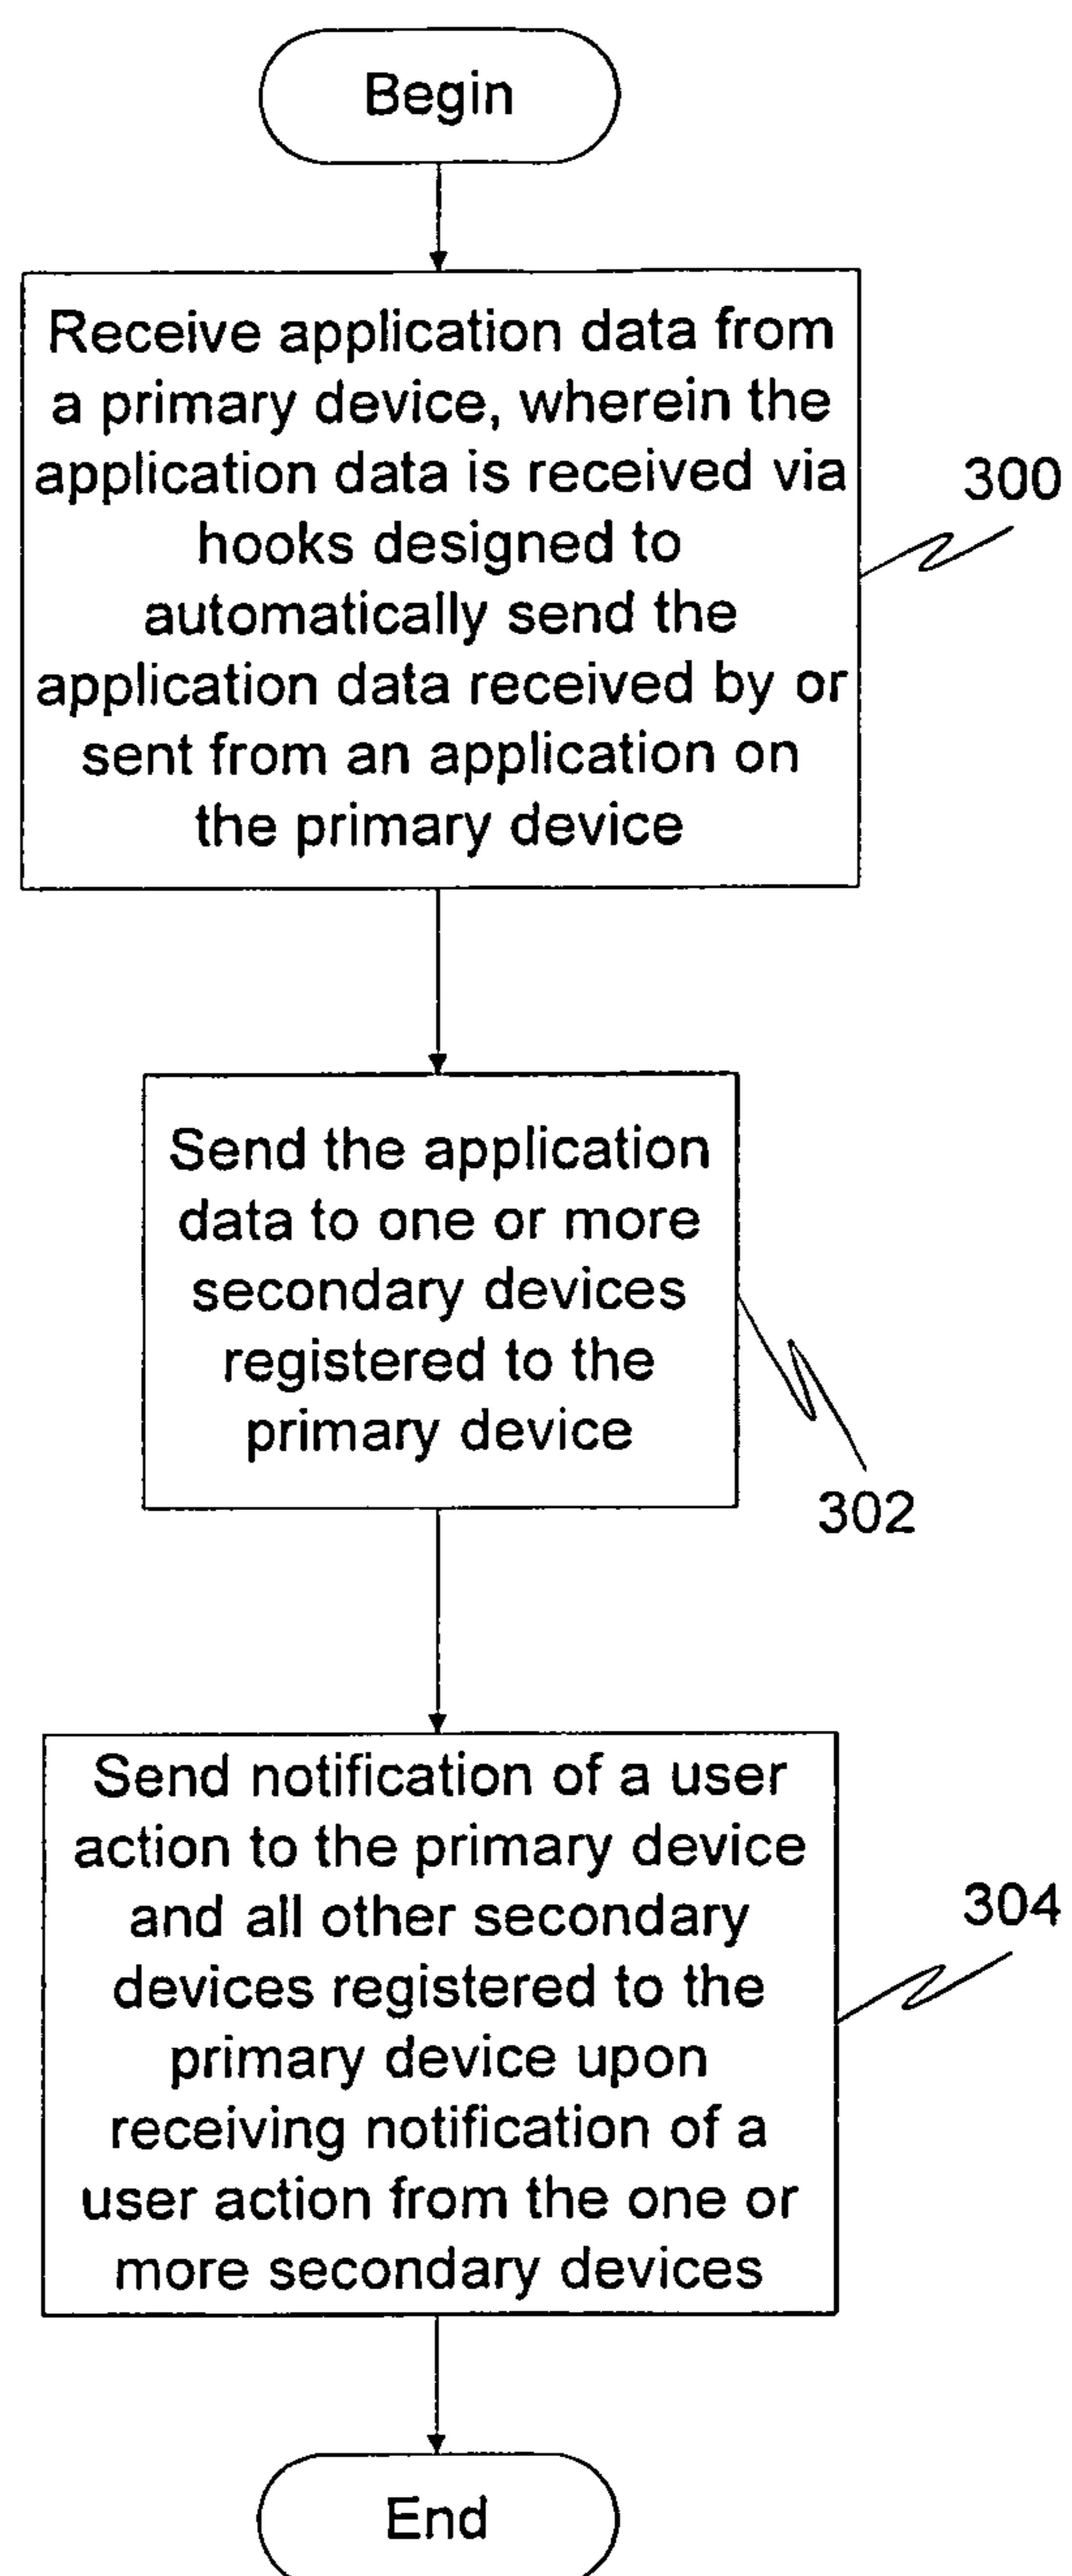 Begin
Receive application data from
a primary device, wherein the
application data is received via
hooks designed to
automatically send the
application data received by or
sent from an application on
the primary device
300
Send the application
data to one or more
secondary devices
registered to the
primary device
302
Send notification of a user
action to the primary device
and all other secondary
devices registered to the
primary device upon
receiving notification of a
user action from the one or
more secondary devices
304
End